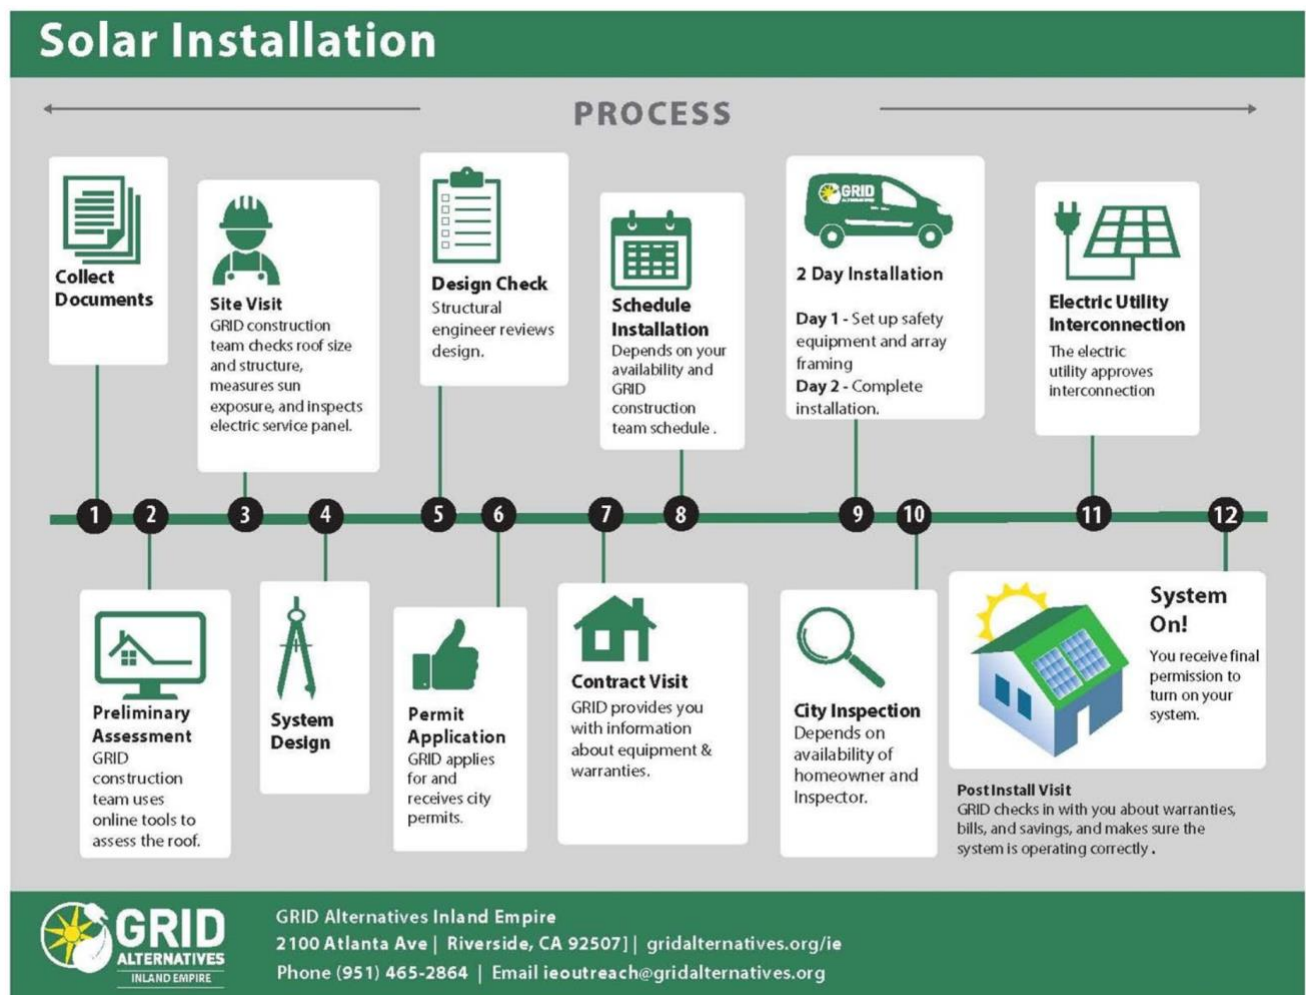 Solar Installation
PROCESS
Collect
Documents
1
Preliminary
Assessment
GRID
construction
team uses
online tools to
assess the roof.
2
Site Visit
GRID construction
team checks roof size
and structure,
measures sun
exposure, and inspects
electric service panel.
3
System
Design
4
Design Check
Structural
engineer reviews
design.
5
Permit
Application
GRID applies
for and
receives city
permits.
6
Contract Visit
GRID provides you
with information
about equipment &
warranties.
7
Schedule
Installation
Depends on your
availability and
GRID
construction
team schedule .
8
GRID
ALTERNATIVES
2 Day Installation
Day 1 - Set up safety
equipment and array
framing
Day 2 - Complete
installation.
9
City Inspection
Depends on
availability of
homeowner and
Inspector.
10
Electric Utility
Interconnection
The electric
utility approves
interconnection
11
System
On!
You receive final
permission to
turn on your
system.
12
Post Install Visit
GRID checks in with you about warranties,
bills, and savings, and makes sure the
system is operating correctly .
GRID
ALTERNATIVES
INLAND EMPIRE
GRID Alternatives Inland Empire
2100 Atlanta Ave | Riverside, CA 92507] | gridalternatives.org/ie
Phone (951) 465-2864 | Email ieoutreach@gridalternatives.org